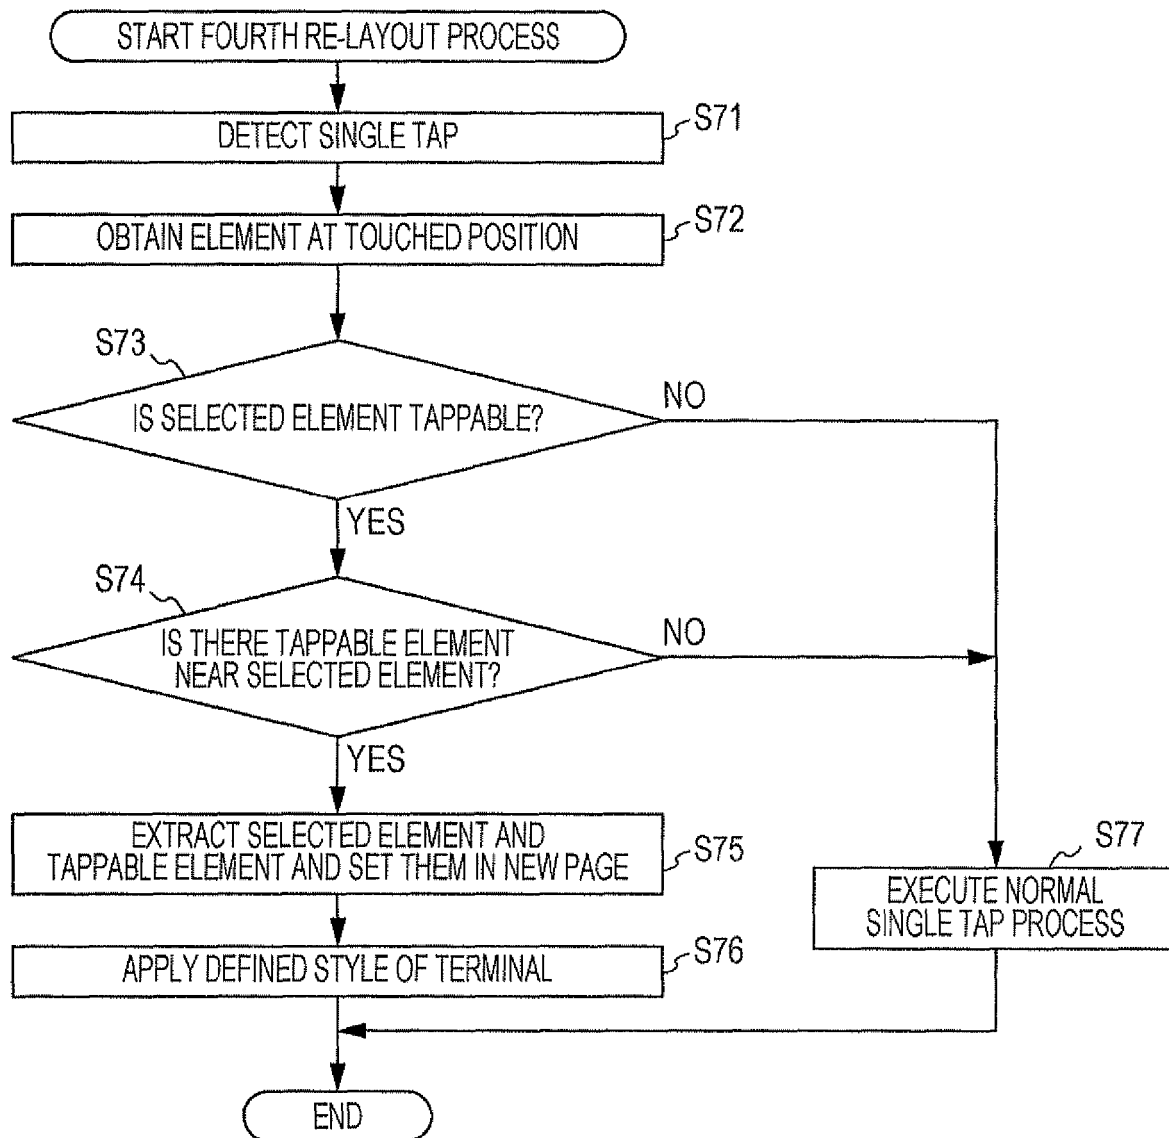 START FOURTH RE-LAYOUT PROCESS
DETECT SINGLE TAP
S71
OBTAIN ELEMENT AT TOUCHED POSITION
S72
S73
IS SELECTED ELEMENT TAPPABLE?
NO
YES
S74
IS THERE TAPPABLE ELEMENT
NEAR SELECTED ELEMENT?
NO
YES
EXTRACT SELECTED ELEMENT AND
TAPPABLE ELEMENT AND SET THEM IN NEW PAGE
S75
S77
EXECUTE NORMAL
SINGLE TAP PROCESS
APPLY DEFINED STYLE OF TERMINAL
S76
END